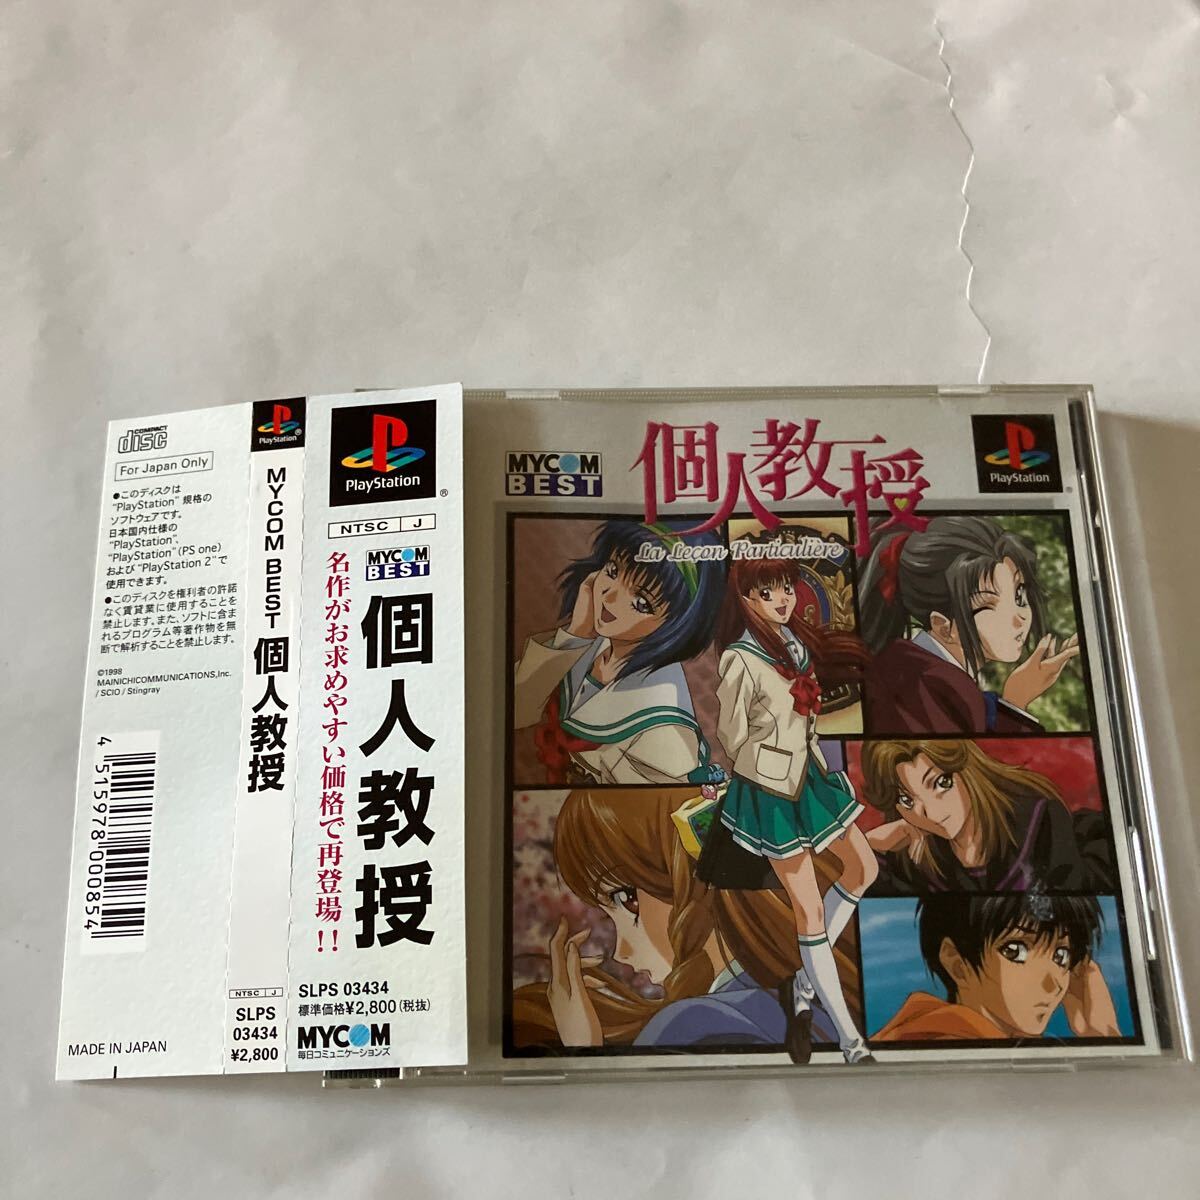 COMPACT
disc
For Japan Only
●このディスクは
"PlayStation" 規格の
ソフトウェアです。
日本国内仕様の
"PlayStation"、
"PlayStation" (PS one)
および"PlayStation 2"で
使用できます。
●このディスクを権利者の許諾
なく賃貸業に使用することを
禁止します。また、ソフトに含ま
れるプログラム等著作物を無
断で解析することを禁止します。
©1998
MAINICHICOMMUNICATIONS,Inc.
/ SCIO / Stingray
4 515978 000854
MADE IN JAPAN
PlayStation
®
MYCOM BEST 個人教授
NTSC J
SLPS
03434
¥2,800
PlayStation
®
NTSC J
MYCOM
BEST
個人教授
名作がお求めやすい価格で再登場!!
SLPS 03434
標準価格¥2,800(税抜)
MYCOM
毎日コミュニケーションズ
MYCOM
BEST
個人教授
La Leçon Particulière
PlayStation
®